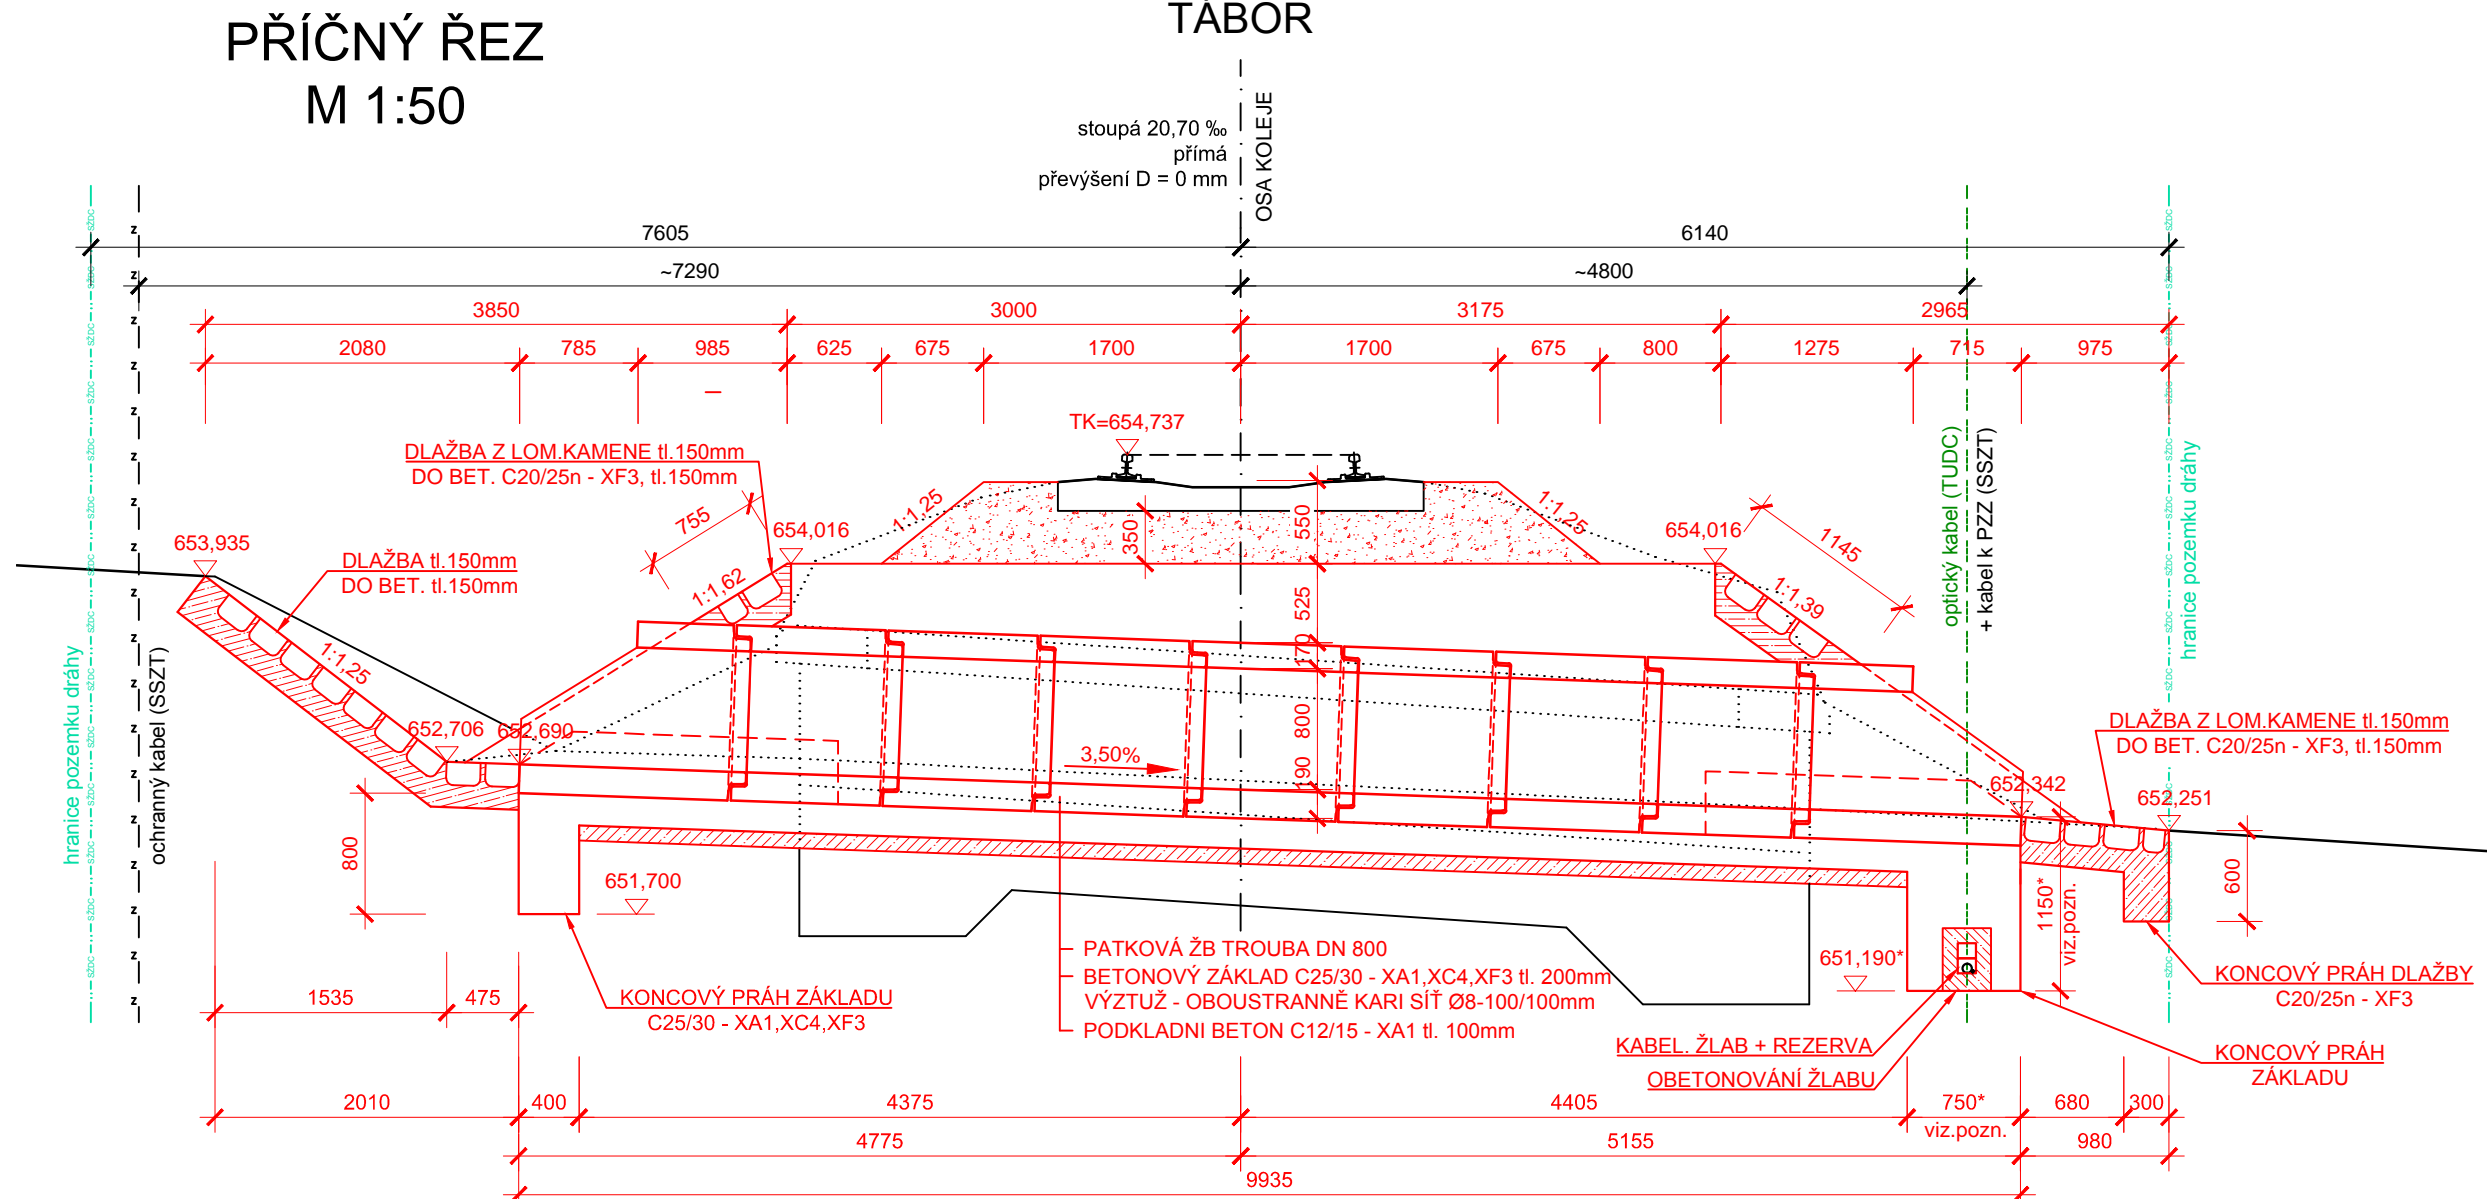 PŘÍČNÝ ŘEZ
M 1:50
TÁBOR
stoupá 20,70 ‰
přímá
převýšení D = 0 mm
OSA KOLEJE
7605
6140
~7290
~4800
3850
3000
3175
2965
2080
785
985
625
675
1700
1700
675
800
1275
715
975
TK=654,737
DLAŽBA Z LOM.KAMENE tl.150mm
DO BET. C20/25n - XF3, tl.150mm
755
654,016
1:1,25
1:1,25
654,016
1145
653,935
DLAŽBA tl.150mm
DO BET. tl.150mm
1:1,62
1:1,39
1:1,25
350
550
525
170
800
190
optický kabel (TUDC)
+ kabel k PZZ (SSZT)
hranice pozemku dráhy
hranice pozemku dráhy
ochranný kabel (SSZT)
652,706
652,690
3,50%
652,342
652,251
DLAŽBA Z LOM.KAMENE tl.150mm
DO BET. C20/25n - XF3, tl.150mm
800
651,700
1150*
viz.pozn.
600
651,190*
PATKOVÁ ŽB TROUBA DN 800
BETONOVÝ ZÁKLAD C25/30 - XA1,XC4,XF3 tl. 200mm
VÝZTUŽ - OBOUSTRANNĚ KARI SÍŤ Ø8-100/100mm
PODKLADNI BETON C12/15 - XA1 tl. 100mm
KONCOVÝ PRÁH ZÁKLADU
C25/30 - XA1,XC4,XF3
KONCOVÝ PRÁH DLAŽBY
C20/25n - XF3
KABEL. ŽLAB + REZERVA
OBETONOVÁNÍ ŽLABU
KONCOVÝ PRÁH
ZÁKLADU
1535
475
2010
400
4375
4405
750*
viz.pozn.
680
300
4775
5155
980
9935